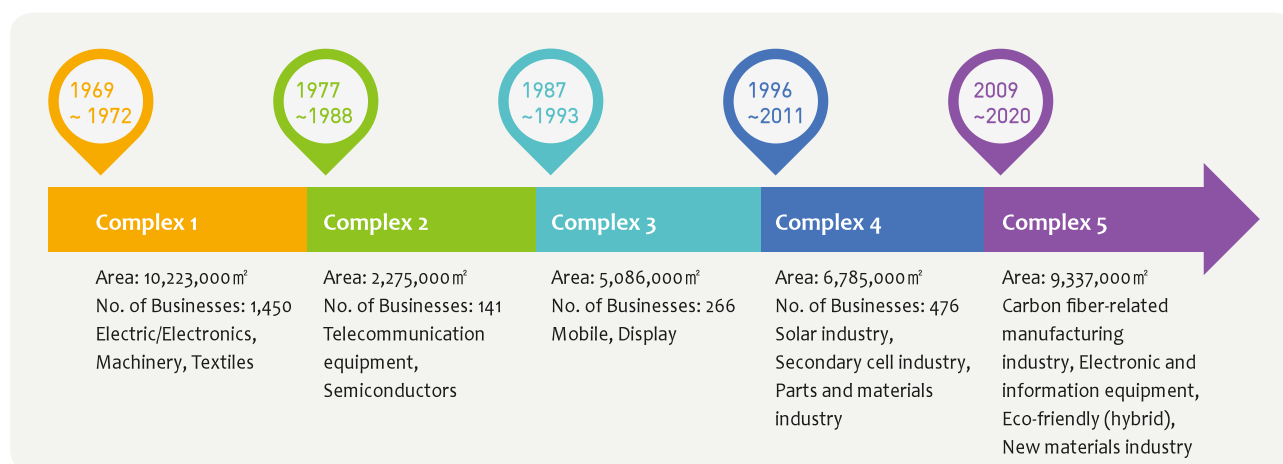 1969
~ 1972
1977
~1988
1987
~1993
1996
~2011
2009
~2020
Complex 1
Complex 2
Complex 3
Complex 4
Complex 5
Area: 10,223,000㎡
No. of Businesses: 1,450
Electric/Electronics,
Machinery, Textiles
Area: 2,275,000㎡
No. of Businesses: 141
Telecommunication
equipment,
Semiconductors
Area: 5,086,000㎡
No. of Businesses: 266
Mobile, Display
Area: 6,785,000㎡
No. of Businesses: 476
Solar industry,
Secondary cell industry,
Parts and materials
industry
Area: 9,337,000㎡
Carbon fiber-related
manufacturing
industry, Electronic and
information equipment,
Eco-friendly (hybrid),
New materials industry